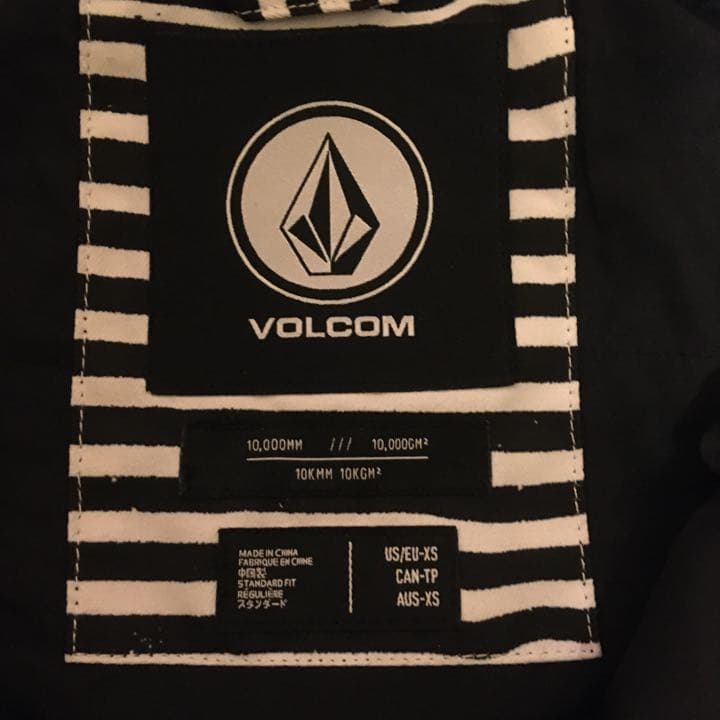 VOLCOM
10,000MM /// 10,000GM²
10KMM 10KGM²
MADE IN CHINA
FABRIQUE EN CHINE
中国製
STANDARD FIT
RÉGULIÈRE
スタンダード
US/EU-XS
CAN-TP
AUS-XS